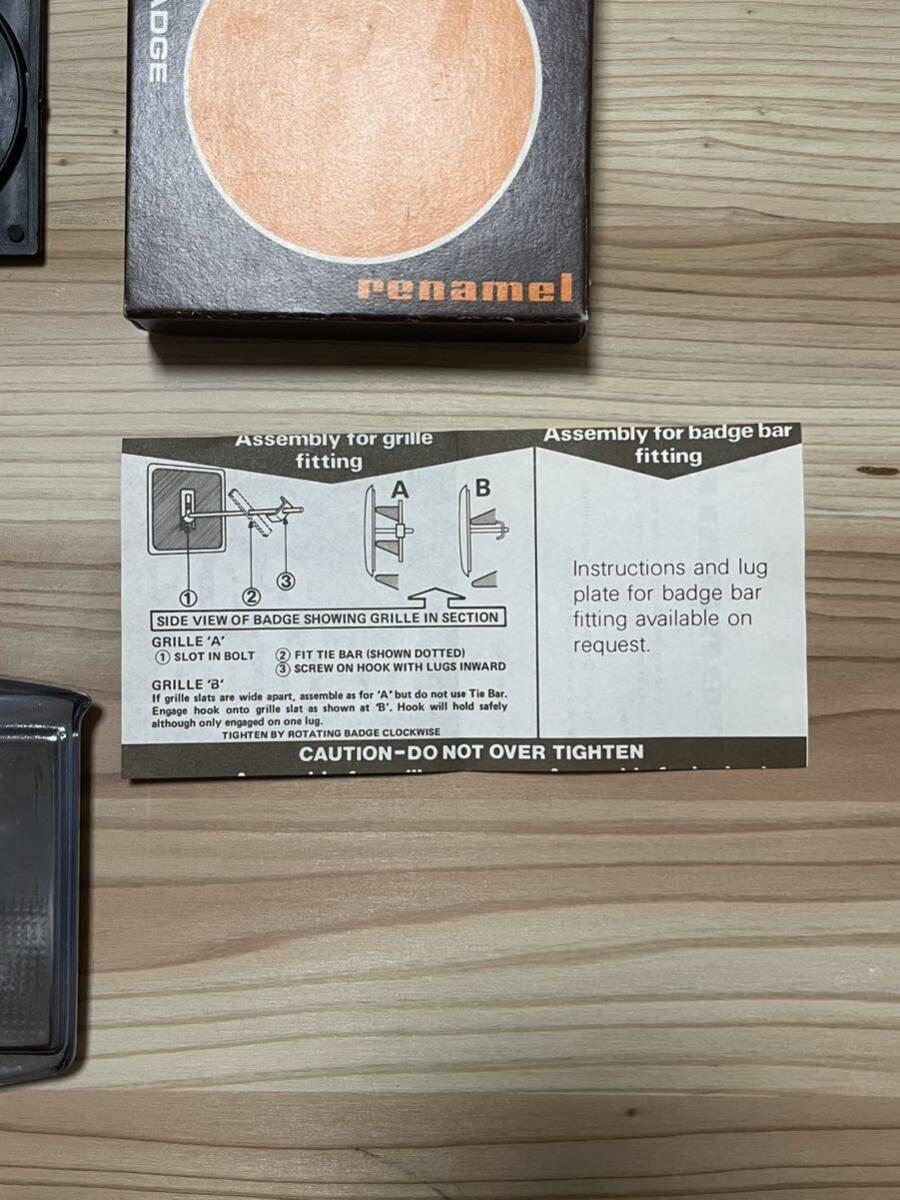 ADGE
renamel
Assembly for grille
fitting
Assembly for badge bar
fitting
A
B
1
2
3
SIDE VIEW OF BADGE SHOWING GRILLE IN SECTION
GRILLE 'A'
1 SLOT IN BOLT
2 FIT TIE BAR (SHOWN DOTTED)
3 SCREW ON HOOK WITH LUGS INWARD
GRILLE 'B'
If grille slats are wide apart, assemble as for 'A' but do not use Tie Bar.
Engage hook onto grille slat as shown at 'B'. Hook will hold safely
although only engaged on one lug.
TIGHTEN BY ROTATING BADGE CLOCKWISE
Instructions and lug
plate for badge bar
fitting available on
request.
CAUTION-DO NOT OVER TIGHTEN